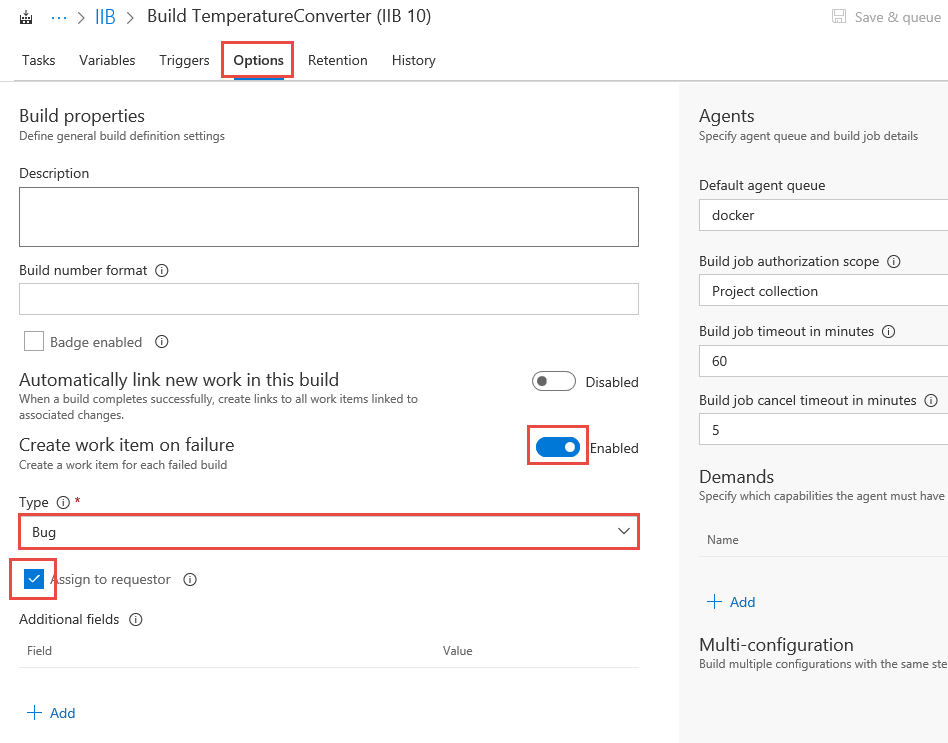 ... > IIB > Build TemperatureConverter (IIB 10)
Save & queue
Tasks Variables Triggers Options Retention History
Build properties
Define general build definition settings
Description
Build number format
Badge enabled
Automatically link new work in this build
Disabled
When a build completes successfully, create links to all work items linked to
associated changes.
Create work item on failure
Enabled
Create a work item for each failed build
Type *
Bug
Assign to requestor
Additional fields
Field Value
+ Add
Agents
Specify agent queue and build job details
Default agent queue
docker
Build job authorization scope
Project collection
Build job timeout in minutes
60
Build job cancel timeout in minutes
5
Demands
Specify which capabilities the agent must have
Name
+ Add
Multi-configuration
Build multiple configurations with the same ste